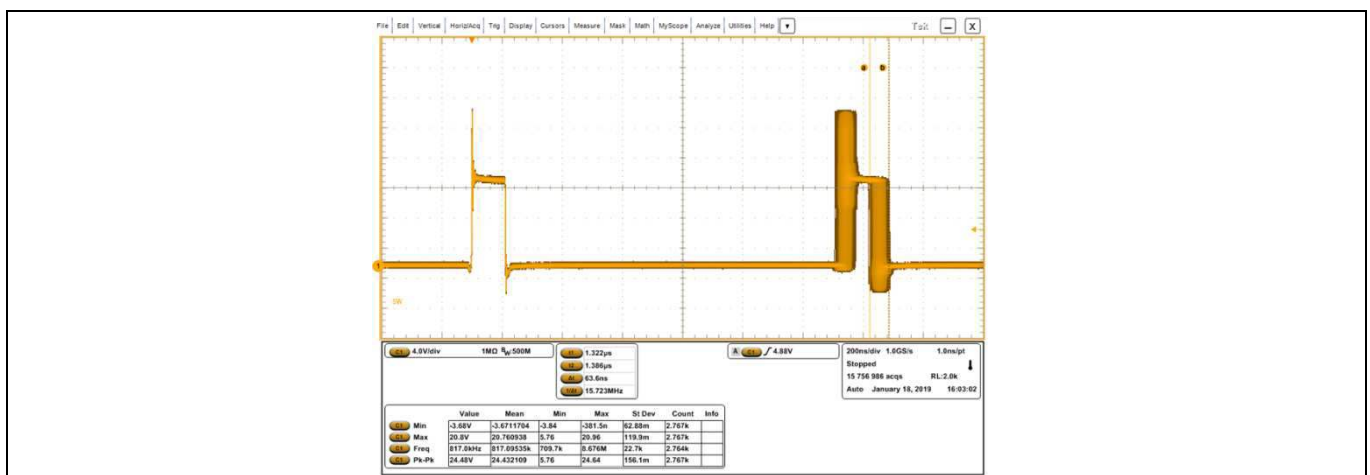 File Edit Vertical Horiz/Acq Trig Display Cursors Measure Mask Math MyScope Analyze Utilities Help Tek X
a b
1
SW
C1 4.0V/div 1MΩ BW:500M
t1 1.322µs
t2 1.386µs
Δt 63.6ns
1/Δt 15.723MHz
A C1 4.88V
200ns/div 1.0GS/s 1.0ns/pt
Stopped
15 756 986 acqs RL:2.0k
Auto January 18, 2019 16:03:02
Value Mean Min Max St Dev Count Info
C1 Min -3.68V -3.6711704 -3.84 -381.5n 62.88m 2.767k
C1 Max 20.8V 20.760938 5.76 20.96 119.9m 2.767k
C1 Freq 817.0kHz 817.09535k 709.7k 8.676M 22.7k 2.764k
C1 Pk-Pk 24.48V 24.432109 5.76 24.64 156.1m 2.767k